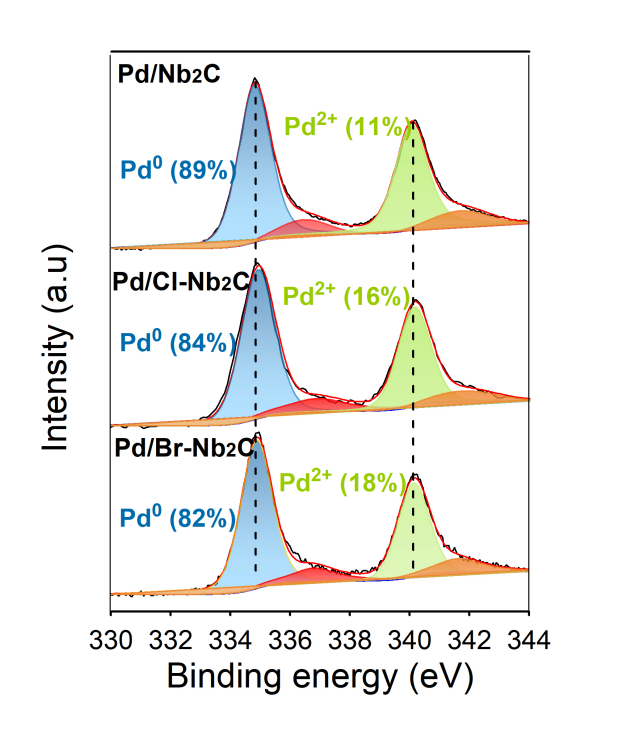 Pd/Nb₂C
Pd²⁺ (11%)
Pd⁰ (89%)
Pd/Cl-Nb₂C
Pd²⁺ (16%)
Pd⁰ (84%)
Pd/Br-Nb₂C
Pd²⁺ (18%)
Pd⁰ (82%)
Intensity (a.u)
330 332 334 336 338 340 342 344
Binding energy (eV)